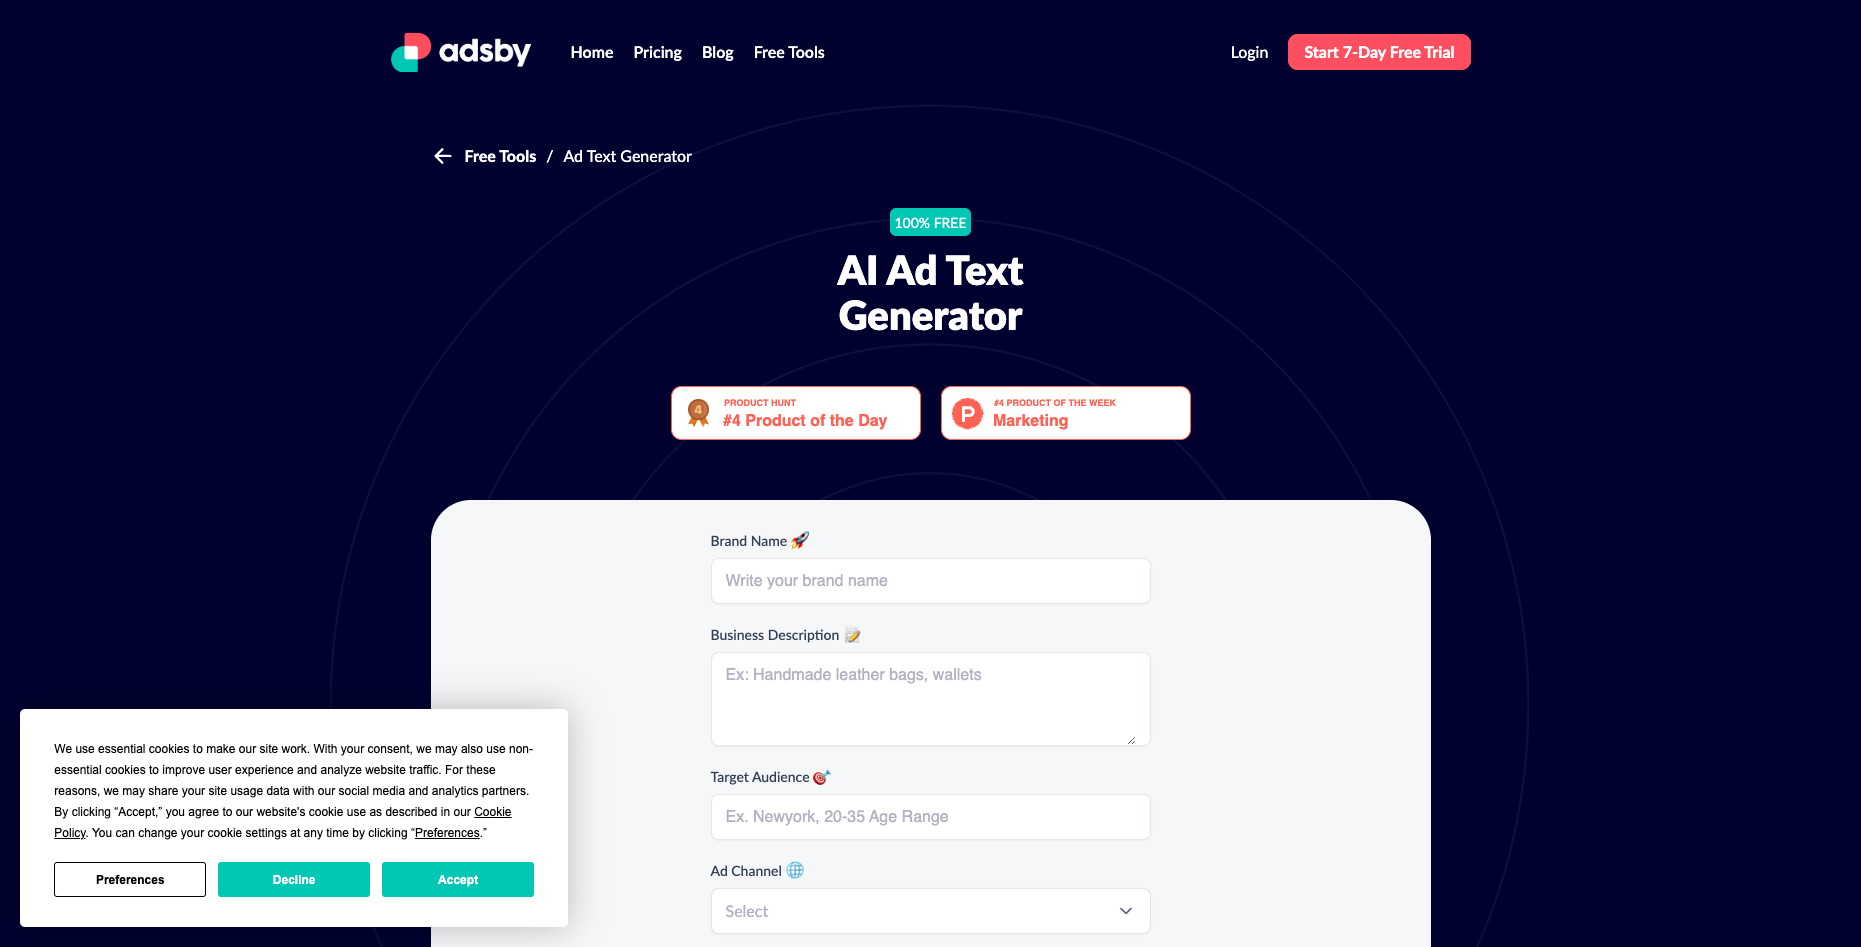 adsby
Home Pricing Blog Free Tools
Login Start 7-Day Free Trial
Free Tools / Ad Text Generator
100% FREE
AI Ad Text
Generator
4
PRODUCT HUNT
#4 Product of the Day
P
#4 PRODUCT OF THE WEEK
Marketing
Brand Name
Write your brand name
Business Description
Ex: Handmade leather bags, wallets
Target Audience
Ex. Newyork, 20-35 Age Range
Ad Channel
Select
We use essential cookies to make our site work. With your consent, we may also use non-
essential cookies to improve user experience and analyze website traffic. For these
reasons, we may share your site usage data with our social media and analytics partners.
By clicking “Accept,” you agree to our website's cookie use as described in our Cookie
Policy. You can change your cookie settings at any time by clicking “Preferences.”
Preferences Decline Accept